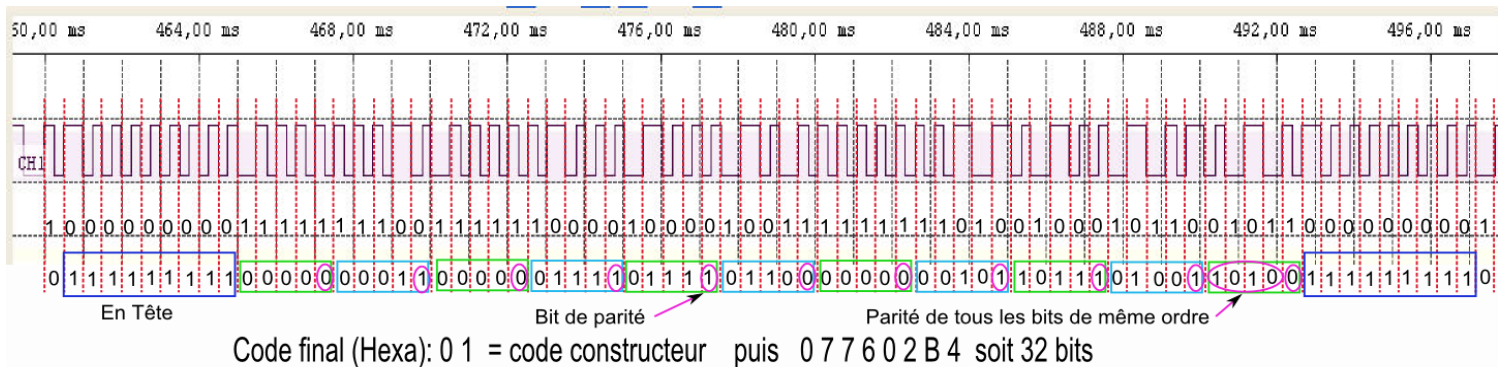 60,00 ms 464,00 ms 468,00 ms 472,00 ms 476,00 ms 480,00 ms 484,00 ms 488,00 ms 492,00 ms 496,00 ms
CH1
1 0 0 0 0 0 0 0 0 0 1 1 1 1 1 1 1 1 0 0 1 1 1 1 1 1 0 0 0 0 1 0 0 0 0 1 0 0 1 1 1 1 1 1 1 1 1 0 1 0 0 1 0 0 0 1 0 1 1 0 0 1 0 1 1 0 0 0 0 0 0 0 0 0 1
0 1 1 1 1 1 1 1 1 1 0 0 0 0 0 0 0 0 1 1 0 0 0 0 0 0 1 1 1 1 0 1 1 1 1 0 1 1 0 0 0 0 0 0 0 0 0 1 0 1 1 0 1 1 1 0 1 0 0 1 1 0 1 0 0 1 1 1 1 1 1 1 1 1 0
En Tête Bit de parité Parité de tous les bits de même ordre
Code final (Hexa): 0 1 = code constructeur puis 0 7 7 6 0 2 B 4 soit 32 bits